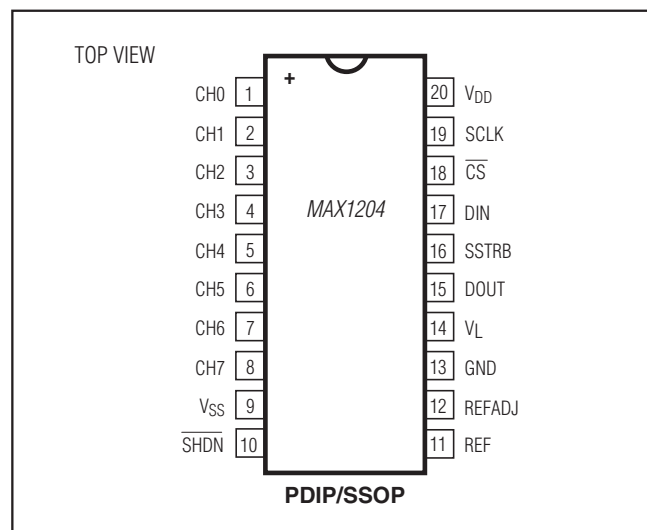 TOP VIEW
+
CH0 1 20 VDD
CH1 2 19 SCLK
CH2 3 18 CS
CH3 4 MAX1204 17 DIN
CH4 5 16 SSTRB
CH5 6 15 DOUT
CH6 7 14 VL
CH7 8 13 GND
VSS 9 12 REFADJ
SHDN 10 11 REF
PDIP/SSOP